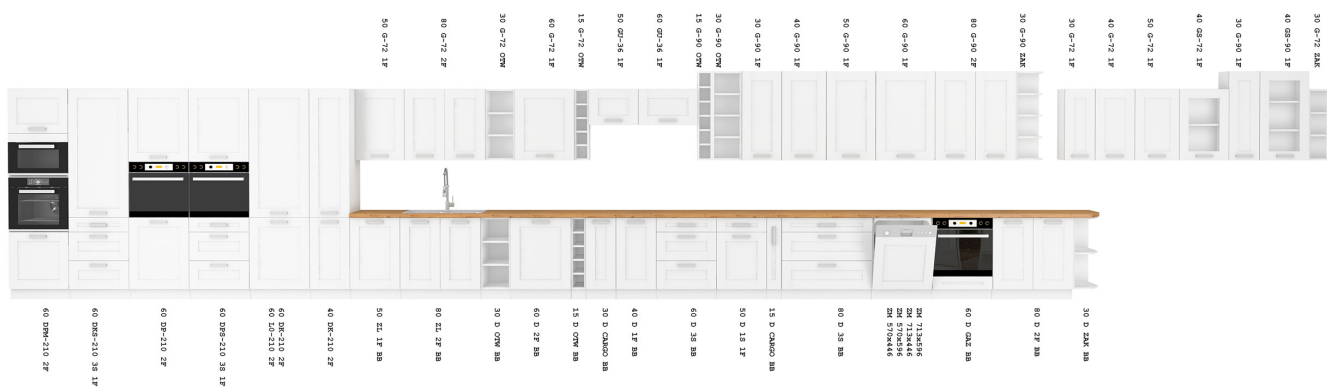 50 G-72 1F
80 G-72 2F
30 G-72 OTW
60 G-72 1F
15 G-72 OTW
50 GU-36 1F
60 GU-36 1F
15 G-90 OTW
30 G-90 OTW
30 G-90 1F
40 G-90 1F
50 G-90 1F
60 G-90 1F
80 G-90 2F
30 G-90 ZAK
30 G-72 1F
40 G-72 1F
50 G-72 1F
40 GS-72 1F
30 G-90 1F
40 GS-90 1F
30 G-72 ZAK
60 DPM-210 2F
60 DKS-210 3S 1F
60 DP-210 2F
60 DPS-210 3S 1F
60 DK-210 2F
60 LO-210 2F
40 DK-210 2F
50 ZL 1F BB
80 ZL 2F BB
30 D OTW BB
60 D 2F BB
15 D OTW BB
30 D CARGO BB
40 D 1F BB
60 D 3S BB
50 D 1S 1F
15 D CARGO BB
80 D 3S BB
ZM 713x596
ZM 713x446
ZM 570x596
ZM 570x446
60 D GAZ BB
80 D 2F BB
30 D ZAK BB